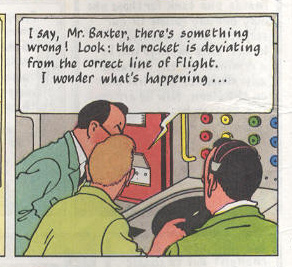 I say, Mr. Baxter, there's something
wrong! Look: the rocket is deviating
from the correct line of flight.
I wonder what's happening...